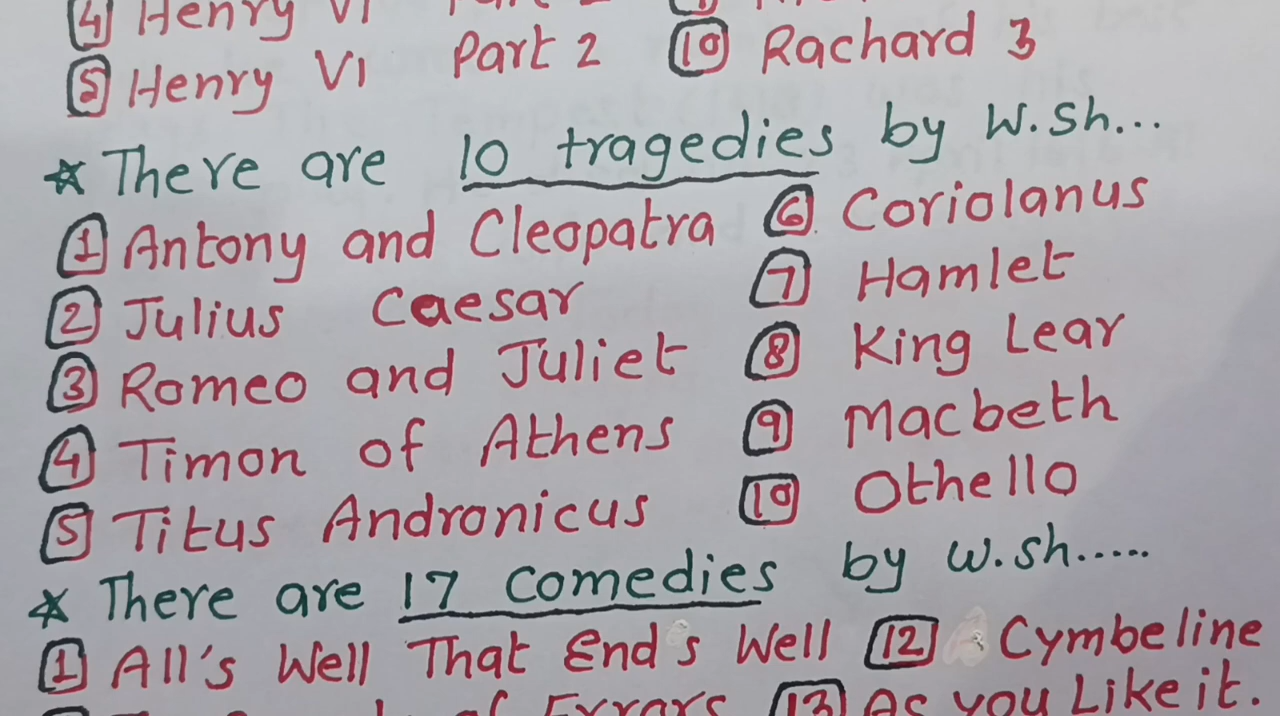 4 Henry VI
5 Henry VI Part 2 10 Rachard 3
There are 10 tragedies by W.Sh...
1 Antony and Cleopatra 6 Coriolanus
2 Julius Caesar 7 Hamlet
3 Romeo and Juliet 8 King Lear
4 Timon of Athens 9 Macbeth
5 Titus Andronicus 10 Othello
There are 17 Comedies by W.Sh.....
1 All's Well That End's Well 12 Cymbeline
of Errars 13 As you Like it.